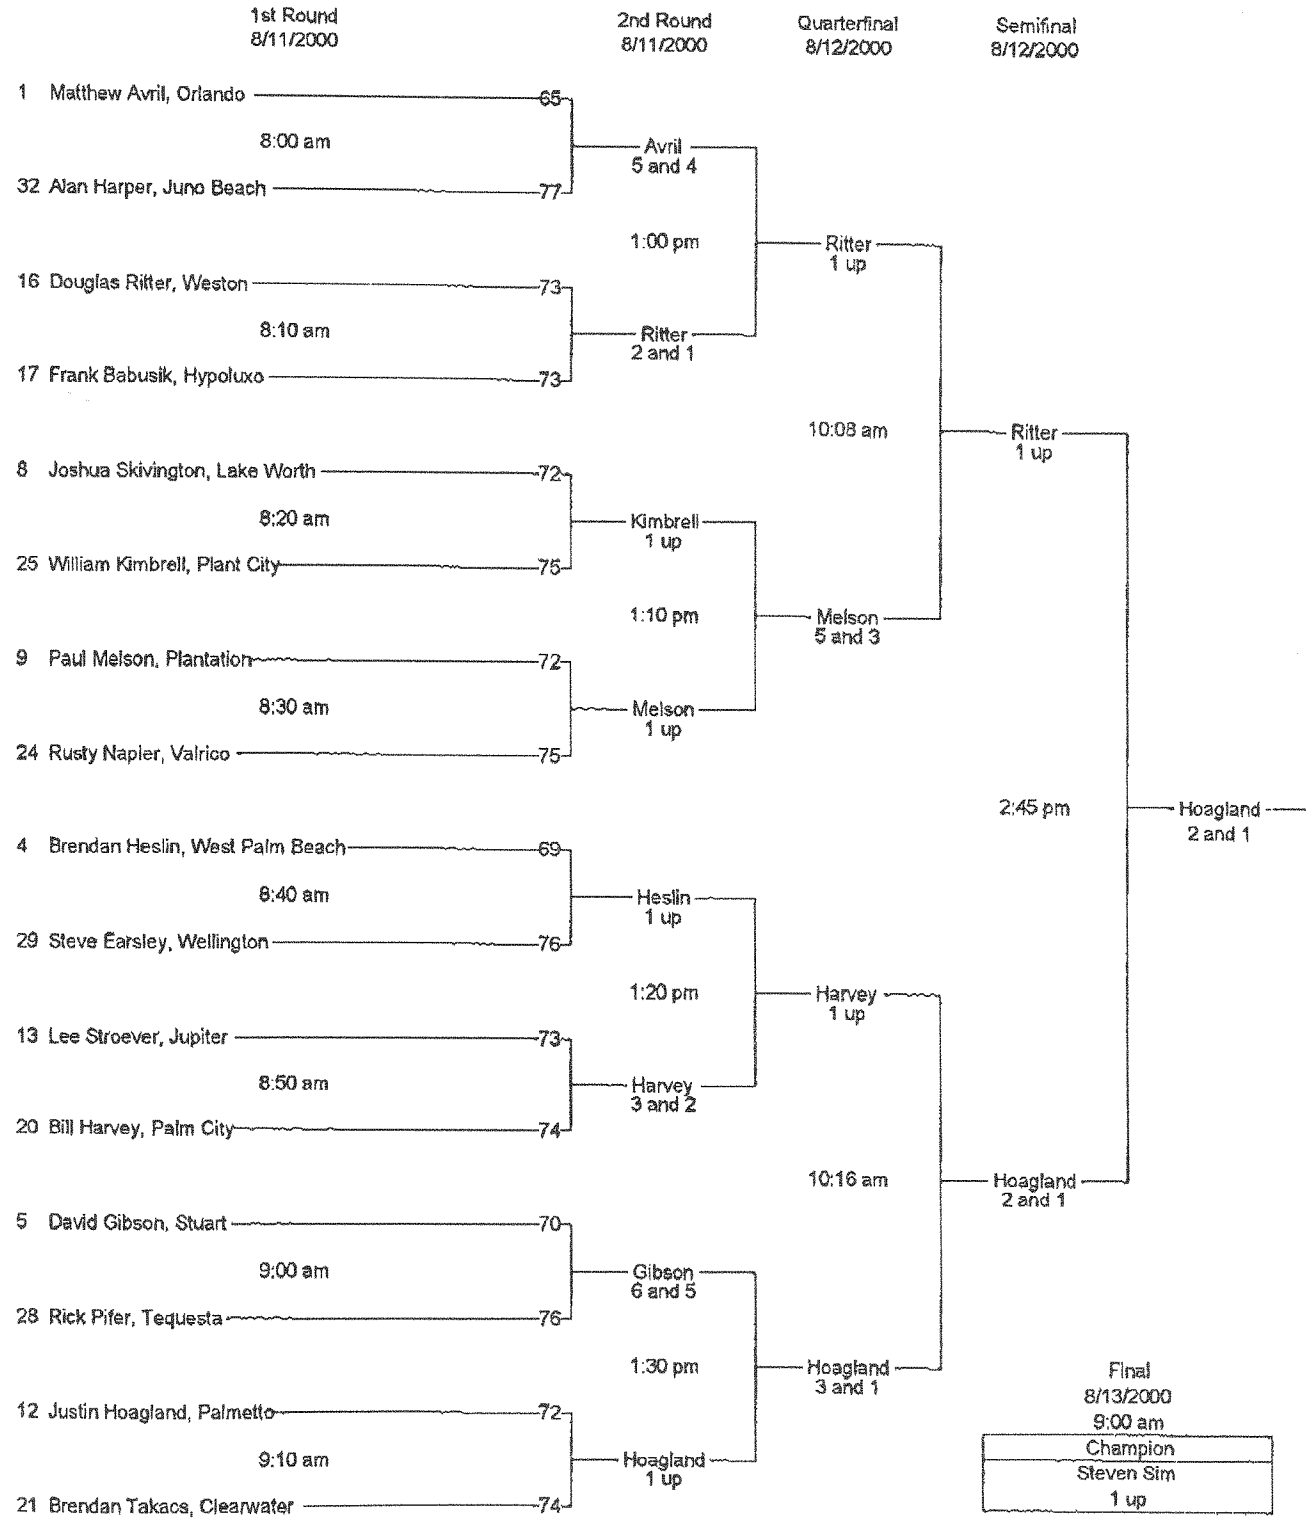 1st Round
8/11/2000
2nd Round
8/11/2000
Quarterfinal
8/12/2000
Semifinal
8/12/2000
1 Matthew Avril, Orlando 65
8:00 am
Avril
5 and 4
32 Alan Harper, Juno Beach 77
1:00 pm
Ritter
1 up
16 Douglas Ritter, Weston 73
8:10 am
Ritter
2 and 1
17 Frank Babusik, Hypoluxo 73
10:08 am
Ritter
1 up
8 Joshua Skivington, Lake Worth 72
8:20 am
Kimbrell
1 up
25 William Kimbrell, Plant City 75
1:10 pm
Melson
5 and 3
9 Paul Melson, Plantation 72
8:30 am
Melson
1 up
24 Rusty Napler, Valrico 75
2:45 pm
Hoagland
2 and 1
4 Brendan Heslin, West Palm Beach 69
8:40 am
Heslin
1 up
29 Steve Earsley, Wellington 76
1:20 pm
Harvey
1 up
13 Lee Stroever, Jupiter 73
8:50 am
Harvey
3 and 2
20 Bill Harvey, Palm City 74
10:16 am
Hoagland
2 and 1
5 David Gibson, Stuart 70
9:00 am
Gibson
6 and 5
28 Rick Pifer, Tequesta 76
1:30 pm
Hoagland
3 and 1
12 Justin Hoagland, Palmetto 72
9:10 am
Hoagland
1 up
21 Brendan Takacs, Clearwater 74
Final
8/13/2000
9:00 am
Champion
Steven Sim
1 up